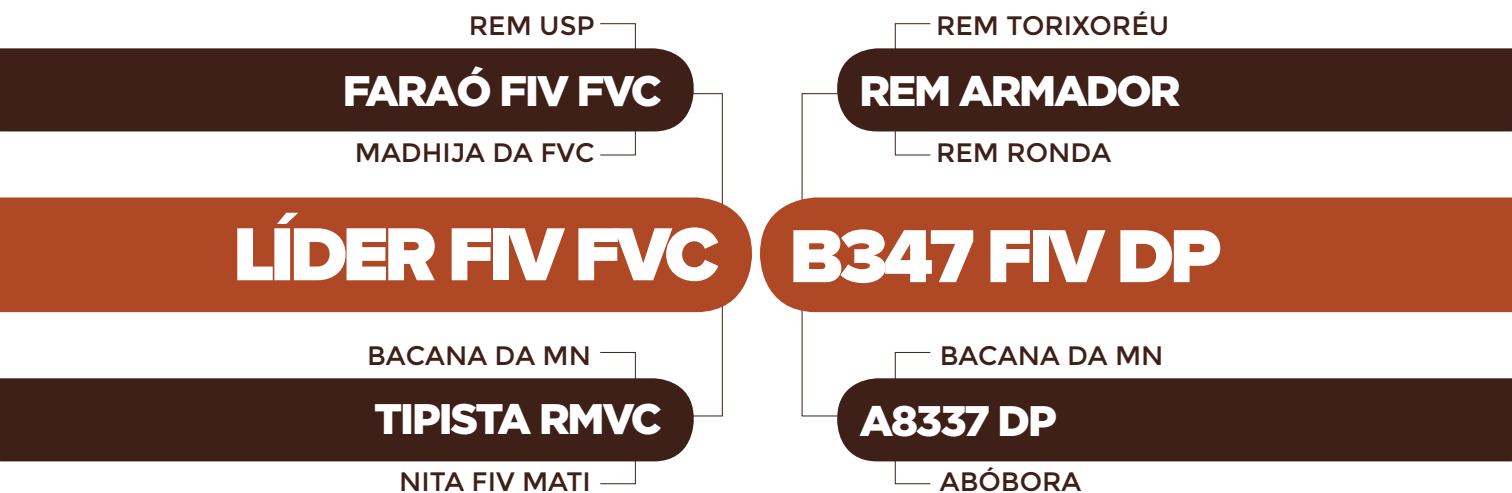 REM USP
FARAÓ FIV FVC
MADHIJA DA FVC
LÍDER FIV FVC
BACANA DA MN
TIPISTA RMVC
NITA FIV MATI
REM TORIXORÉU
REM ARMADOR
REM RONDA
B347 FIV DP
BACANA DA MN
A8337 DP
ABÓBORA